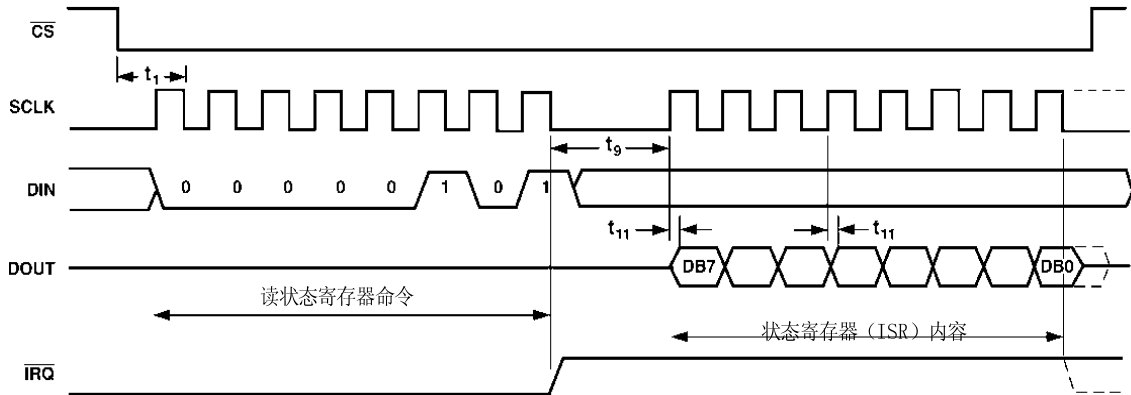 CS
t1
SCLK
t9
DIN 0 0 0 0 0 1 0 1
t11 t11
DOUT DB7 DB0
读状态寄存器命令
状态寄存器（ISR）内容
IRQ